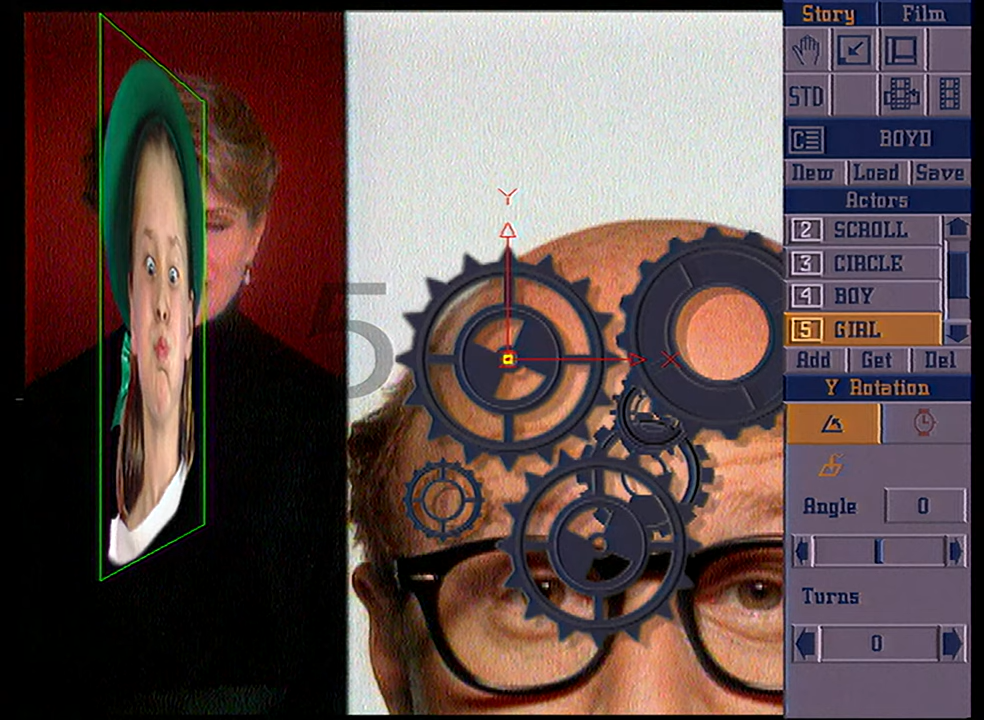 Story Film
STD
BOYD
New Load Save
Actors
2 SCROLL
3 CIRCLE
4 BOY
5 GIRL
Add Get Del
Y Rotation
Angle 0
Turns
0
Y
X
5